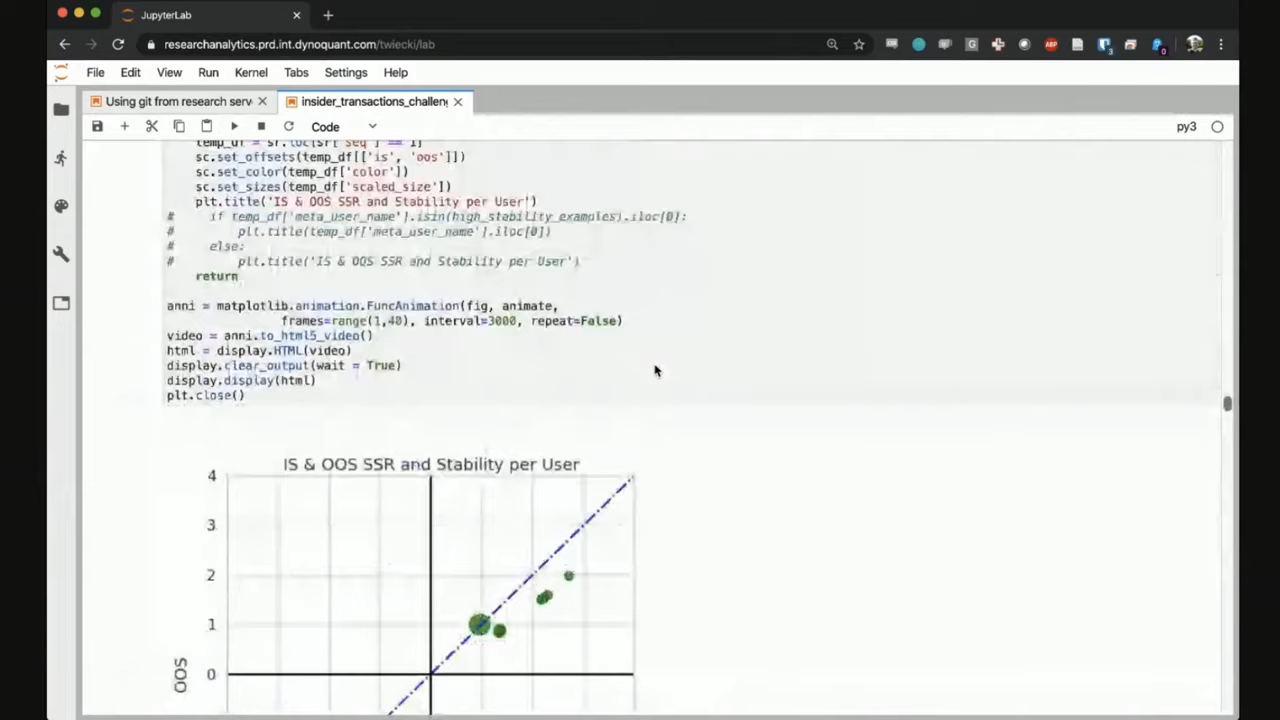 JupyterLab
researchanalytics.prd.int.dynoquant.com/twiecki/lab
File Edit View Run Kernel Tabs Settings Help
Using git from research serv
insider_transactions_challen
Code
py3
temp_df = sr.loc[sr['seq'] == i]
sc.set_offsets(temp_df[['is', 'oos']])
sc.set_color(temp_df['color'])
sc.set_sizes(temp_df['scaled_size'])
plt.title('IS & OOS SSR and Stability per User')
# if temp_df['meta_user_name'].isin(high_stability_examples).iloc[0]:
# plt.title(temp_df['meta_user_name'].iloc[0])
# else:
# plt.title('IS & OOS SSR and Stability per User')
return
anni = matplotlib.animation.FuncAnimation(fig, animate,
frames=range(1,40), interval=3000, repeat=False)
video = anni.to_html5_video()
html = display.HTML(video)
display.clear_output(wait = True)
display.display(html)
plt.close()
IS & OOS SSR and Stability per User
4
3
2
1
0
OOS